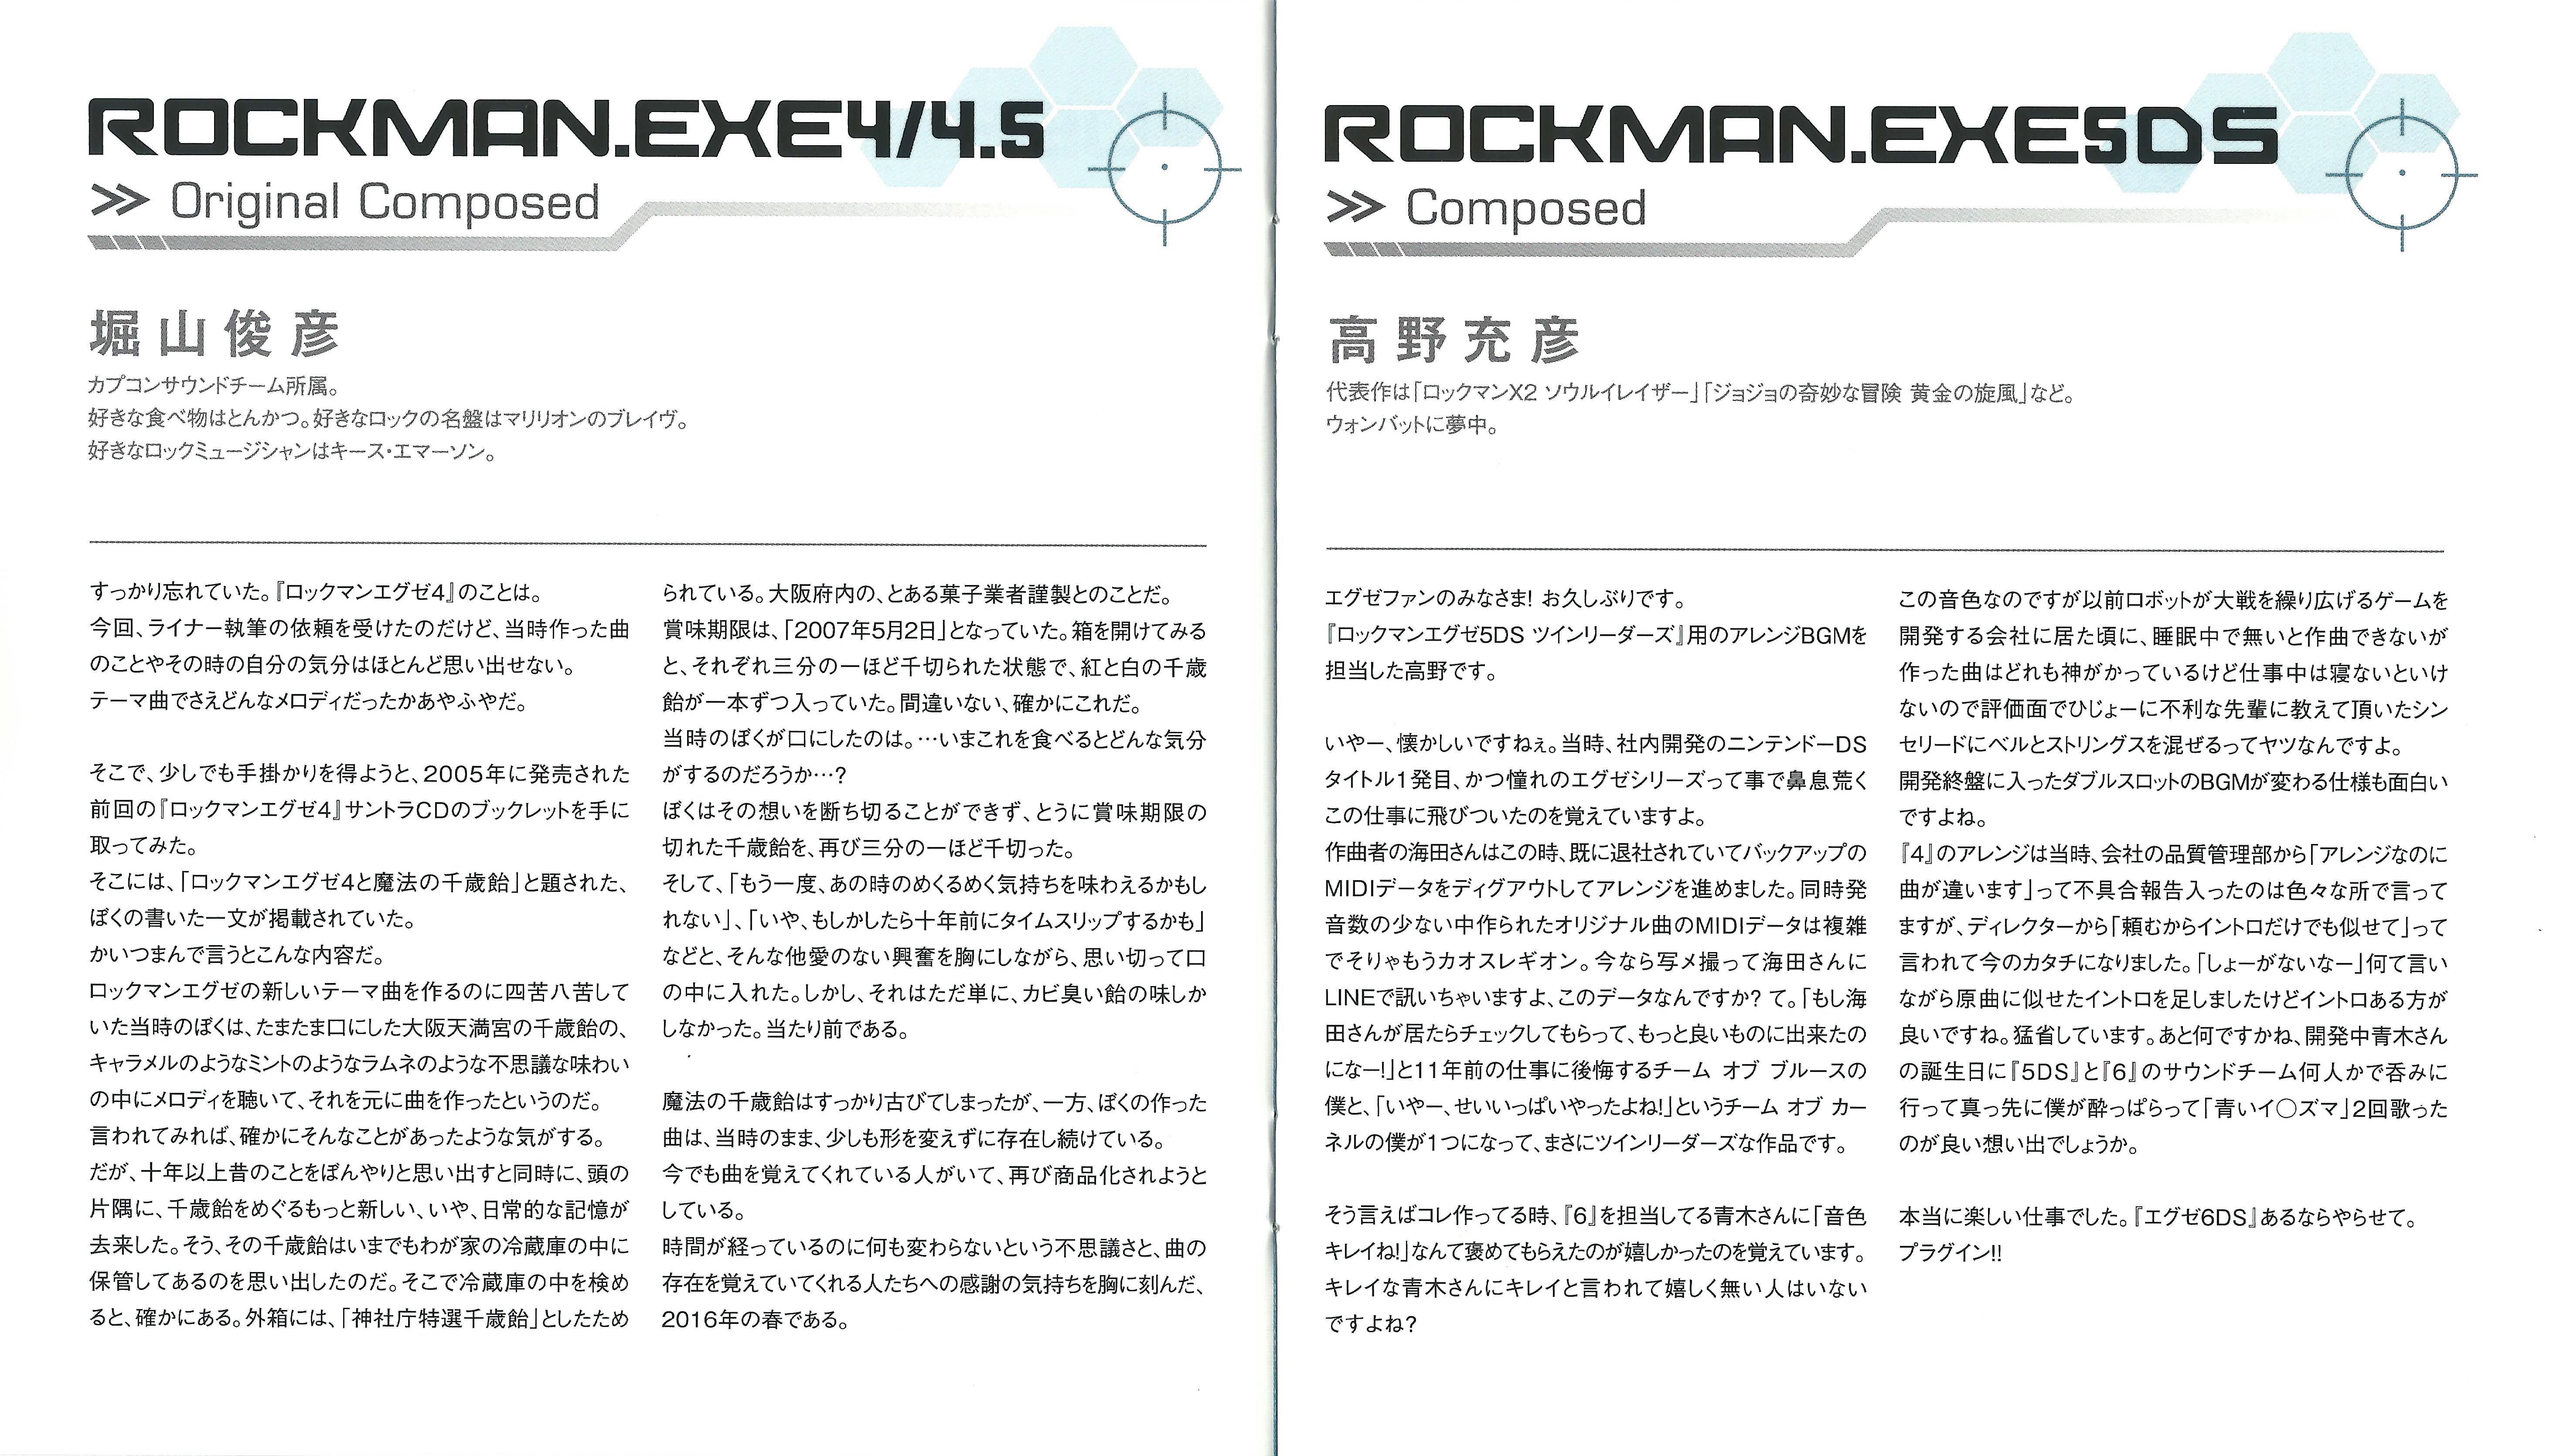 ROCKMAN.EXE4/4.5
>> Original Composed
堀山俊彦
カプコンサウンドチーム所属。
好きな食べ物はとんかつ。好きなロックの名盤はマリリオンのブレイヴ。
好きなロックミュージシャンはキース・エマーソン。
すっかり忘れていた。『ロックマンエグゼ4』のことは。
今回、ライナー執筆の依頼を受けたのだけど、当時作った曲
のことやその時の自分の気分はほとんど思い出せない。
テーマ曲でさえどんなメロディだったかあやふやだ。
そこで、少しでも手掛かりを得ようと、2005年に発売された
前回の『ロックマンエグゼ4』サントラCDのブックレットを手に
取ってみた。
そこには、「ロックマンエグゼ4と魔法の千歳飴」と題された、
ぼくの書いた一文が掲載されていた。
かいつまんで言うとこんな内容だ。
ロックマンエグゼの新しいテーマ曲を作るのに四苦八苦して
いた当時のぼくは、たまたま口にした大阪天満宮の千歳飴の、
キャラメルのようなミントのようなラムネのような不思議な味わい
の中にメロディを聴いて、それを元に曲を作ったというのだ。
言われてみれば、確かにそんなことがあったような気がする。
だが、十年以上昔のことをぼんやりと思い出すと同時に、頭の
片隅に、千歳飴をめぐるもっと新しい、いや、日常的な記憶が
去来した。そう、その千歳飴はいまでもわが家の冷蔵庫の中に
保管してあるのを思い出したのだ。そこで冷蔵庫の中を検め
ると、確かにある。外箱には、「神社庁特選千歳飴」としたため
られている。大阪府内の、とある菓子業者謹製とのことだ。
賞味期限は、「2007年5月2日」となっていた。箱を開けてみる
と、それぞれ三分の一ほど千切られた状態で、紅と白の千歳
飴が一本ずつ入っていた。間違いない、確かにこれだ。
当時のぼくが口にしたのは。…いまこれを食べるとどんな気分
がするのだろうか…?
ぼくはその想いを断ち切ることができず、とうに賞味期限の
切れた千歳飴を、再び三分の一ほど千切った。
そして、「もう一度、あの時のめくるめく気持ちを味わえるかもし
れない」、「いや、もしかしたら十年前にタイムスリップするかも」
などと、そんな他愛のない興奮を胸にしながら、思い切って口
の中に入れた。しかし、それはただ単に、カビ臭い飴の味しか
しなかった。当たり前である。
魔法の千歳飴はすっかり古びてしまったが、一方、ぼくの作った
曲は、当時のまま、少しも形を変えずに存在し続けている。
今でも曲を覚えてくれている人がいて、再び商品化されようと
している。
時間が経っているのに何も変わらないという不思議さと、曲の
存在を覚えていてくれる人たちへの感謝の気持ちを胸に刻んだ、
2016年の春である。
ROCKMAN.EXE5DS
>> Composed
高野充彦
代表作は「ロックマンX2 ソウルイレイザー」「ジョジョの奇妙な冒険 黄金の旋風」など。
ウォンバットに夢中。
エグゼファンのみなさま! お久しぶりです。
『ロックマンエグゼ5DS ツインリーダーズ』用のアレンジBGMを
担当した高野です。
いやー、懐かしいですねぇ。当時、社内開発のニンテンドーDS
タイトル1発目、かつ憧れのエグゼシリーズって事で鼻息荒く
この仕事に飛びついたのを覚えていますよ。
作曲者の海田さんはこの時、既に退社されていてバックアップの
MIDIデータをディグアウトしてアレンジを進めました。同時発
音数の少ない中作られたオリジナル曲のMIDIデータは複雑
でそりゃもうカオスレギオン。今なら写メ撮って海田さんに
LINEで訊いちゃいますよ、このデータなんですか? て。「もし海
田さんが居たらチェックしてもらって、もっと良いものに出来たの
になー!」と11年前の仕事に後悔するチーム オブ ブルースの
僕と、「いやー、せいいっぱいやったよね!」というチーム オブ カー
ネルの僕が1つになって、まさにツインリーダーズな作品です。
そう言えばコレ作ってる時、『6』を担当してる青木さんに「音色
キレイね!」なんて褒めてもらえたのが嬉しかったのを覚えています。
キレイな青木さんにキレイと言われて嬉しく無い人はいない
ですよね?
この音色なのですが以前ロボットが大戦を繰り広げるゲームを
開発する会社に居た頃に、睡眠中で無いと作曲できないが
作った曲はどれも神がかっているけど仕事中は寝ないといけ
ないので評価面でひじょーに不利な先輩に教えて頂いたシン
セリードにベルとストリングスを混ぜるってヤツなんですよ。
開発終盤に入ったダブルスロットのBGMが変わる仕様も面白い
ですよね。
『4』のアレンジは当時、会社の品質管理部から「アレンジなのに
曲が違います」って不具合報告入ったのは色々な所で言って
ますが、ディレクターから「頼むからイントロだけでも似せて」って
言われて今のカタチになりました。「しょーがないなー」何て言い
ながら原曲に似せたイントロを足しましたけどイントロある方が
良いですね。猛省しています。あと何ですかね、開発中青木さん
の誕生日に『5DS』と『6』のサウンドチーム何人かで呑みに
行って真っ先に僕が酔っぱらって「青いイ○ズマ」2回歌った
のが良い想い出でしょうか。
本当に楽しい仕事でした。『エグゼ6DS』あるならやらせて。
プラグイン!!